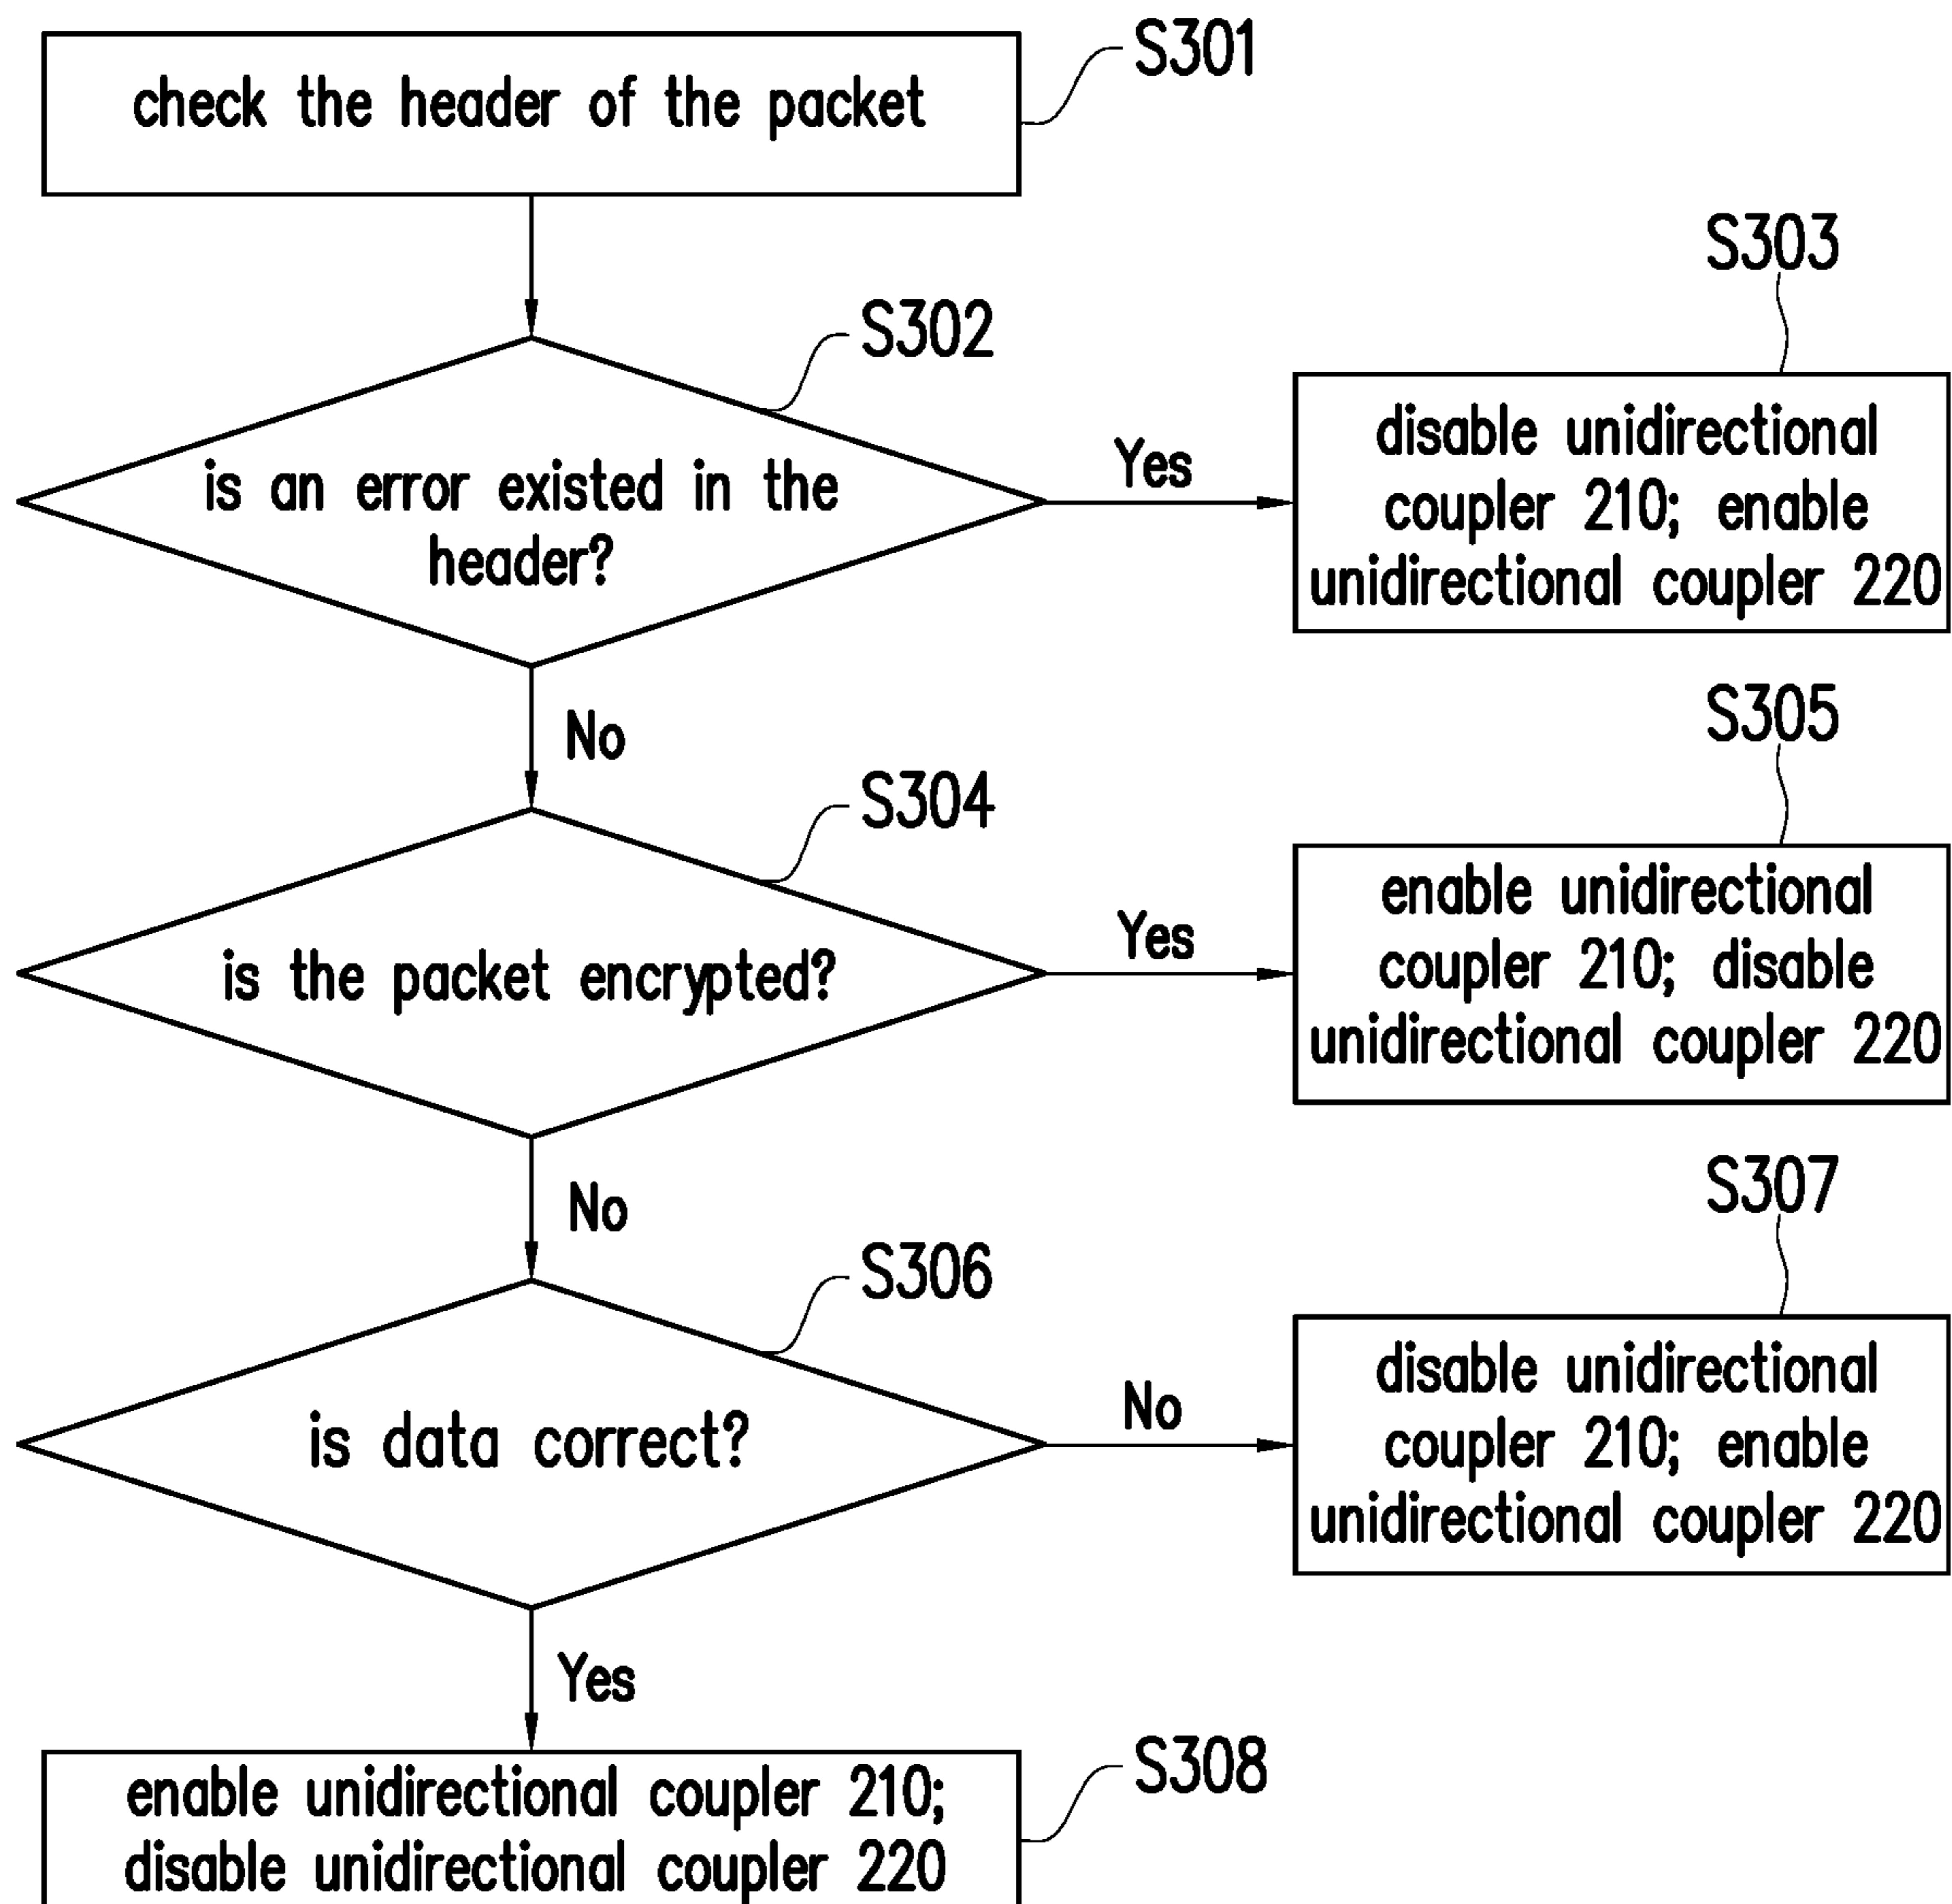 check the header of the packet
S301
S302
is an error existed in the
header?
Yes
S303
disable unidirectional
coupler 210; enable
unidirectional coupler 220
No
S304
is the packet encrypted?
Yes
S305
enable unidirectional
coupler 210; disable
unidirectional coupler 220
No
S306
is data correct?
No
S307
disable unidirectional
coupler 210; enable
unidirectional coupler 220
Yes
enable unidirectional coupler 210;
disable unidirectional coupler 220
S308